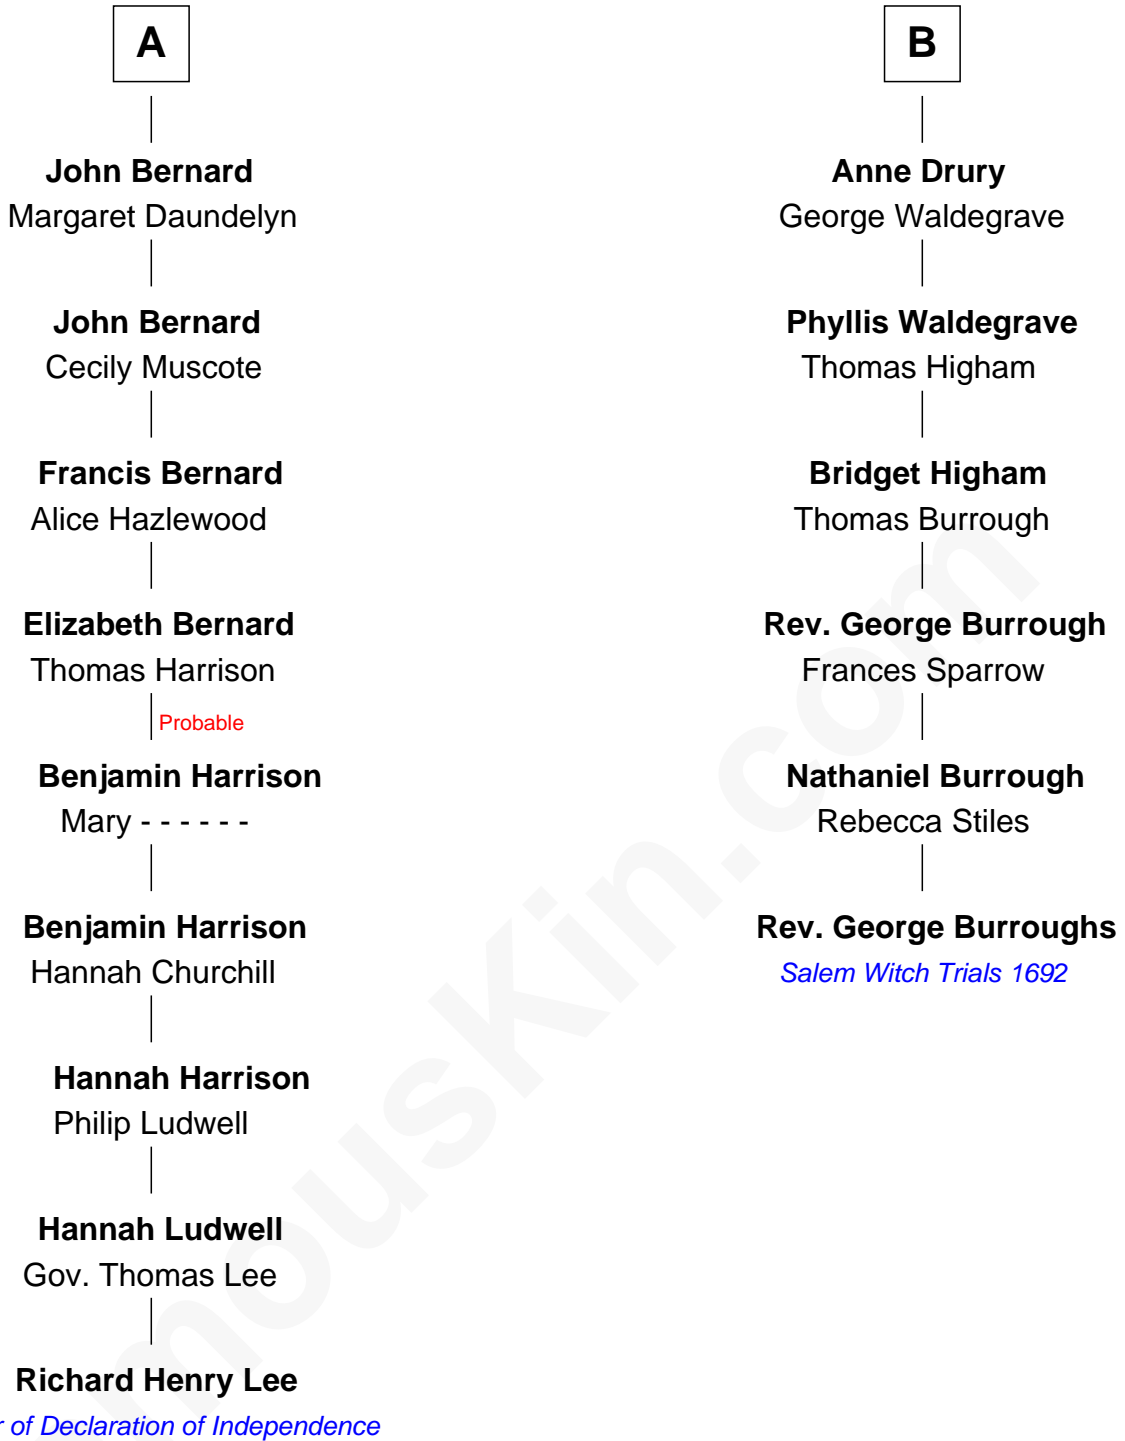 A
John Bernard
Margaret Daundelyn
John Bernard
Cecily Muscote
Francis Bernard
Alice Hazlewood
Elizabeth Bernard
Thomas Harrison
Probable
Benjamin Harrison
Mary - - - - - -
Benjamin Harrison
Hannah Churchill
Hannah Harrison
Philip Ludwell
Hannah Ludwell
Gov. Thomas Lee
Richard Henry Lee
r of Declaration of Independence
B
Anne Drury
George Waldegrave
Phyllis Waldegrave
Thomas Higham
Bridget Higham
Thomas Burrough
Rev. George Burrough
Frances Sparrow
Nathaniel Burrough
Rebecca Stiles
Rev. George Burroughs
Salem Witch Trials 1692
mouskin.com